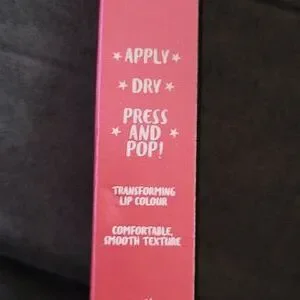 ★ APPLY ★
★ DRY ★
PRESS
★ AND ★
POP!
TRANSFORMING
LIP COLOUR
COMFORTABLE,
SMOOTH TEXTURE